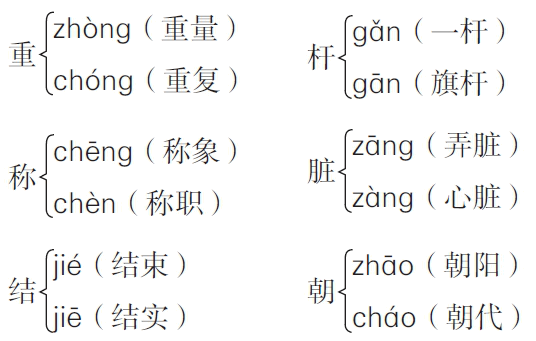 重
zhòng（重量）
chóng（重复）
杆
gǎn（一杆）
gān（旗杆）
称
chēng（称象）
chèn（称职）
脏
zāng（弄脏）
zàng（心脏）
结
jié（结束）
jiē（结实）
朝
zhāo（朝阳）
cháo（朝代）